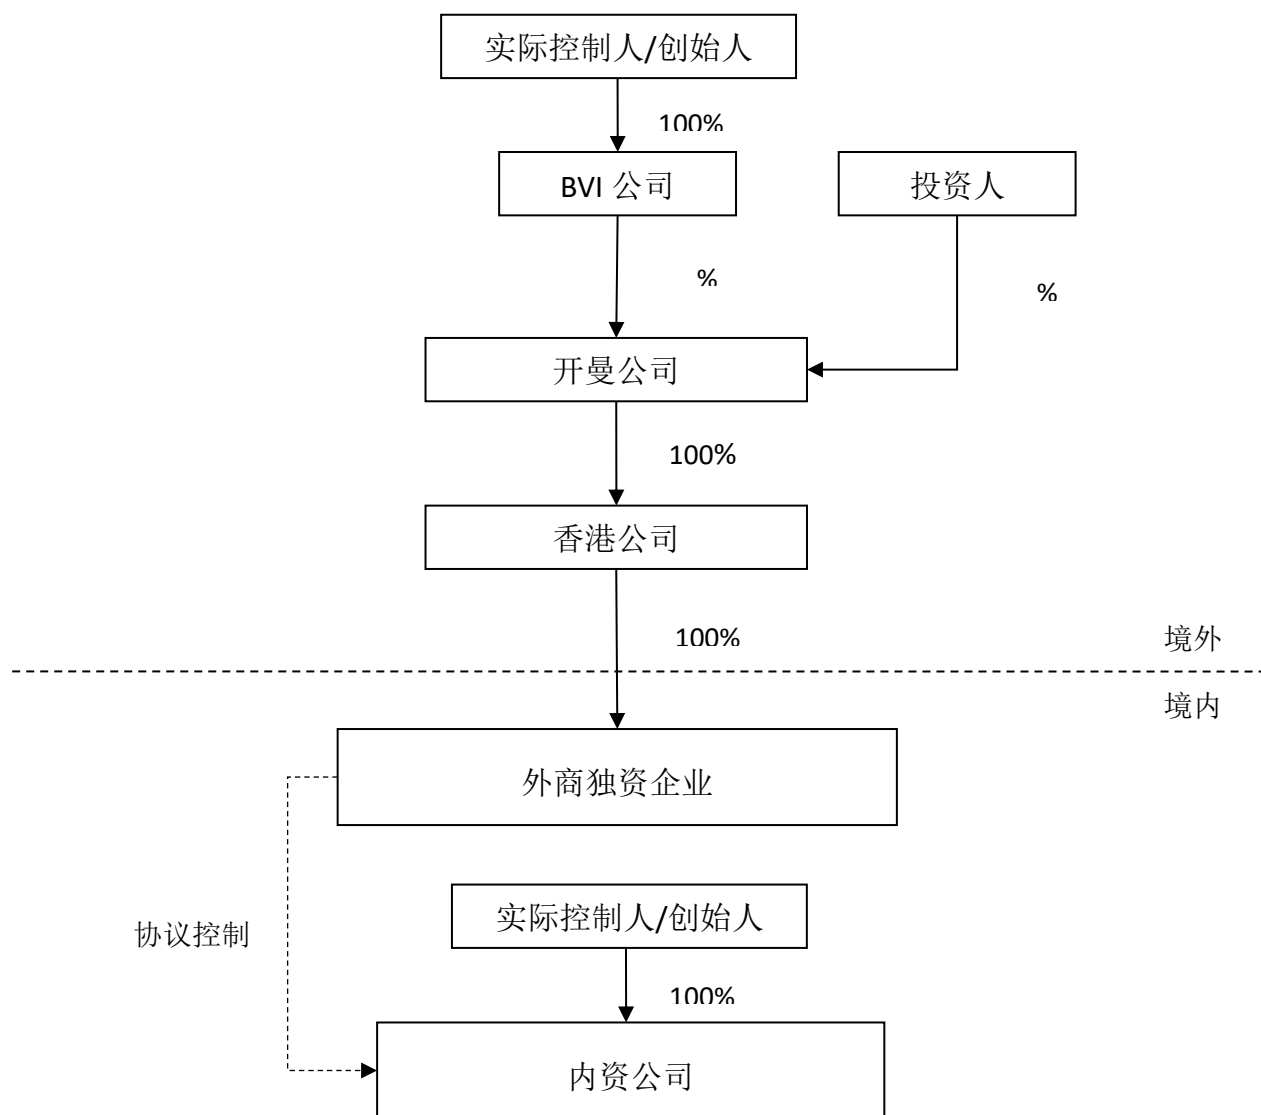 实际控制人/创始人
100%
BVI 公司
投资人
%
%
开曼公司
100%
香港公司
100%
境外
境内
外商独资企业
实际控制人/创始人
协议控制
100%
内资公司